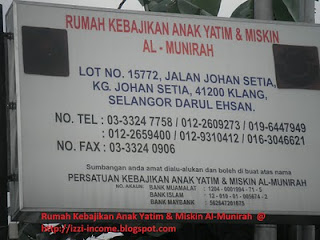 RUMAH KEBAJIKAN ANAK YATIM & MISKIN
AL - MUNIRAH
LOT NO. 15772, JALAN JOHAN SETIA,
KG. JOHAN SETIA, 41200 KLANG,
SELANGOR DARUL EHSAN.
NO. TEL : 03-3324 7758 / 012-2609273 / 019-6447949
: 012-2659400 / 012-9310412 / 016-3046621
NO. FAX : 03-3324 0906
Sumbangan anda amat dialu-alukan dan boleh di buat atas nama
PERSATUAN KEBAJIKAN ANAK YATIM & MISKIN AL-MUNIRAH
NO. AKAUN: BANK MUAMALAT :
BANK ISLAM :
BANK MAYBANK :
Rumah Kebajikan Anak Yatim & Miskin Al-Munirah @
http://izzi-income.blogspot.com